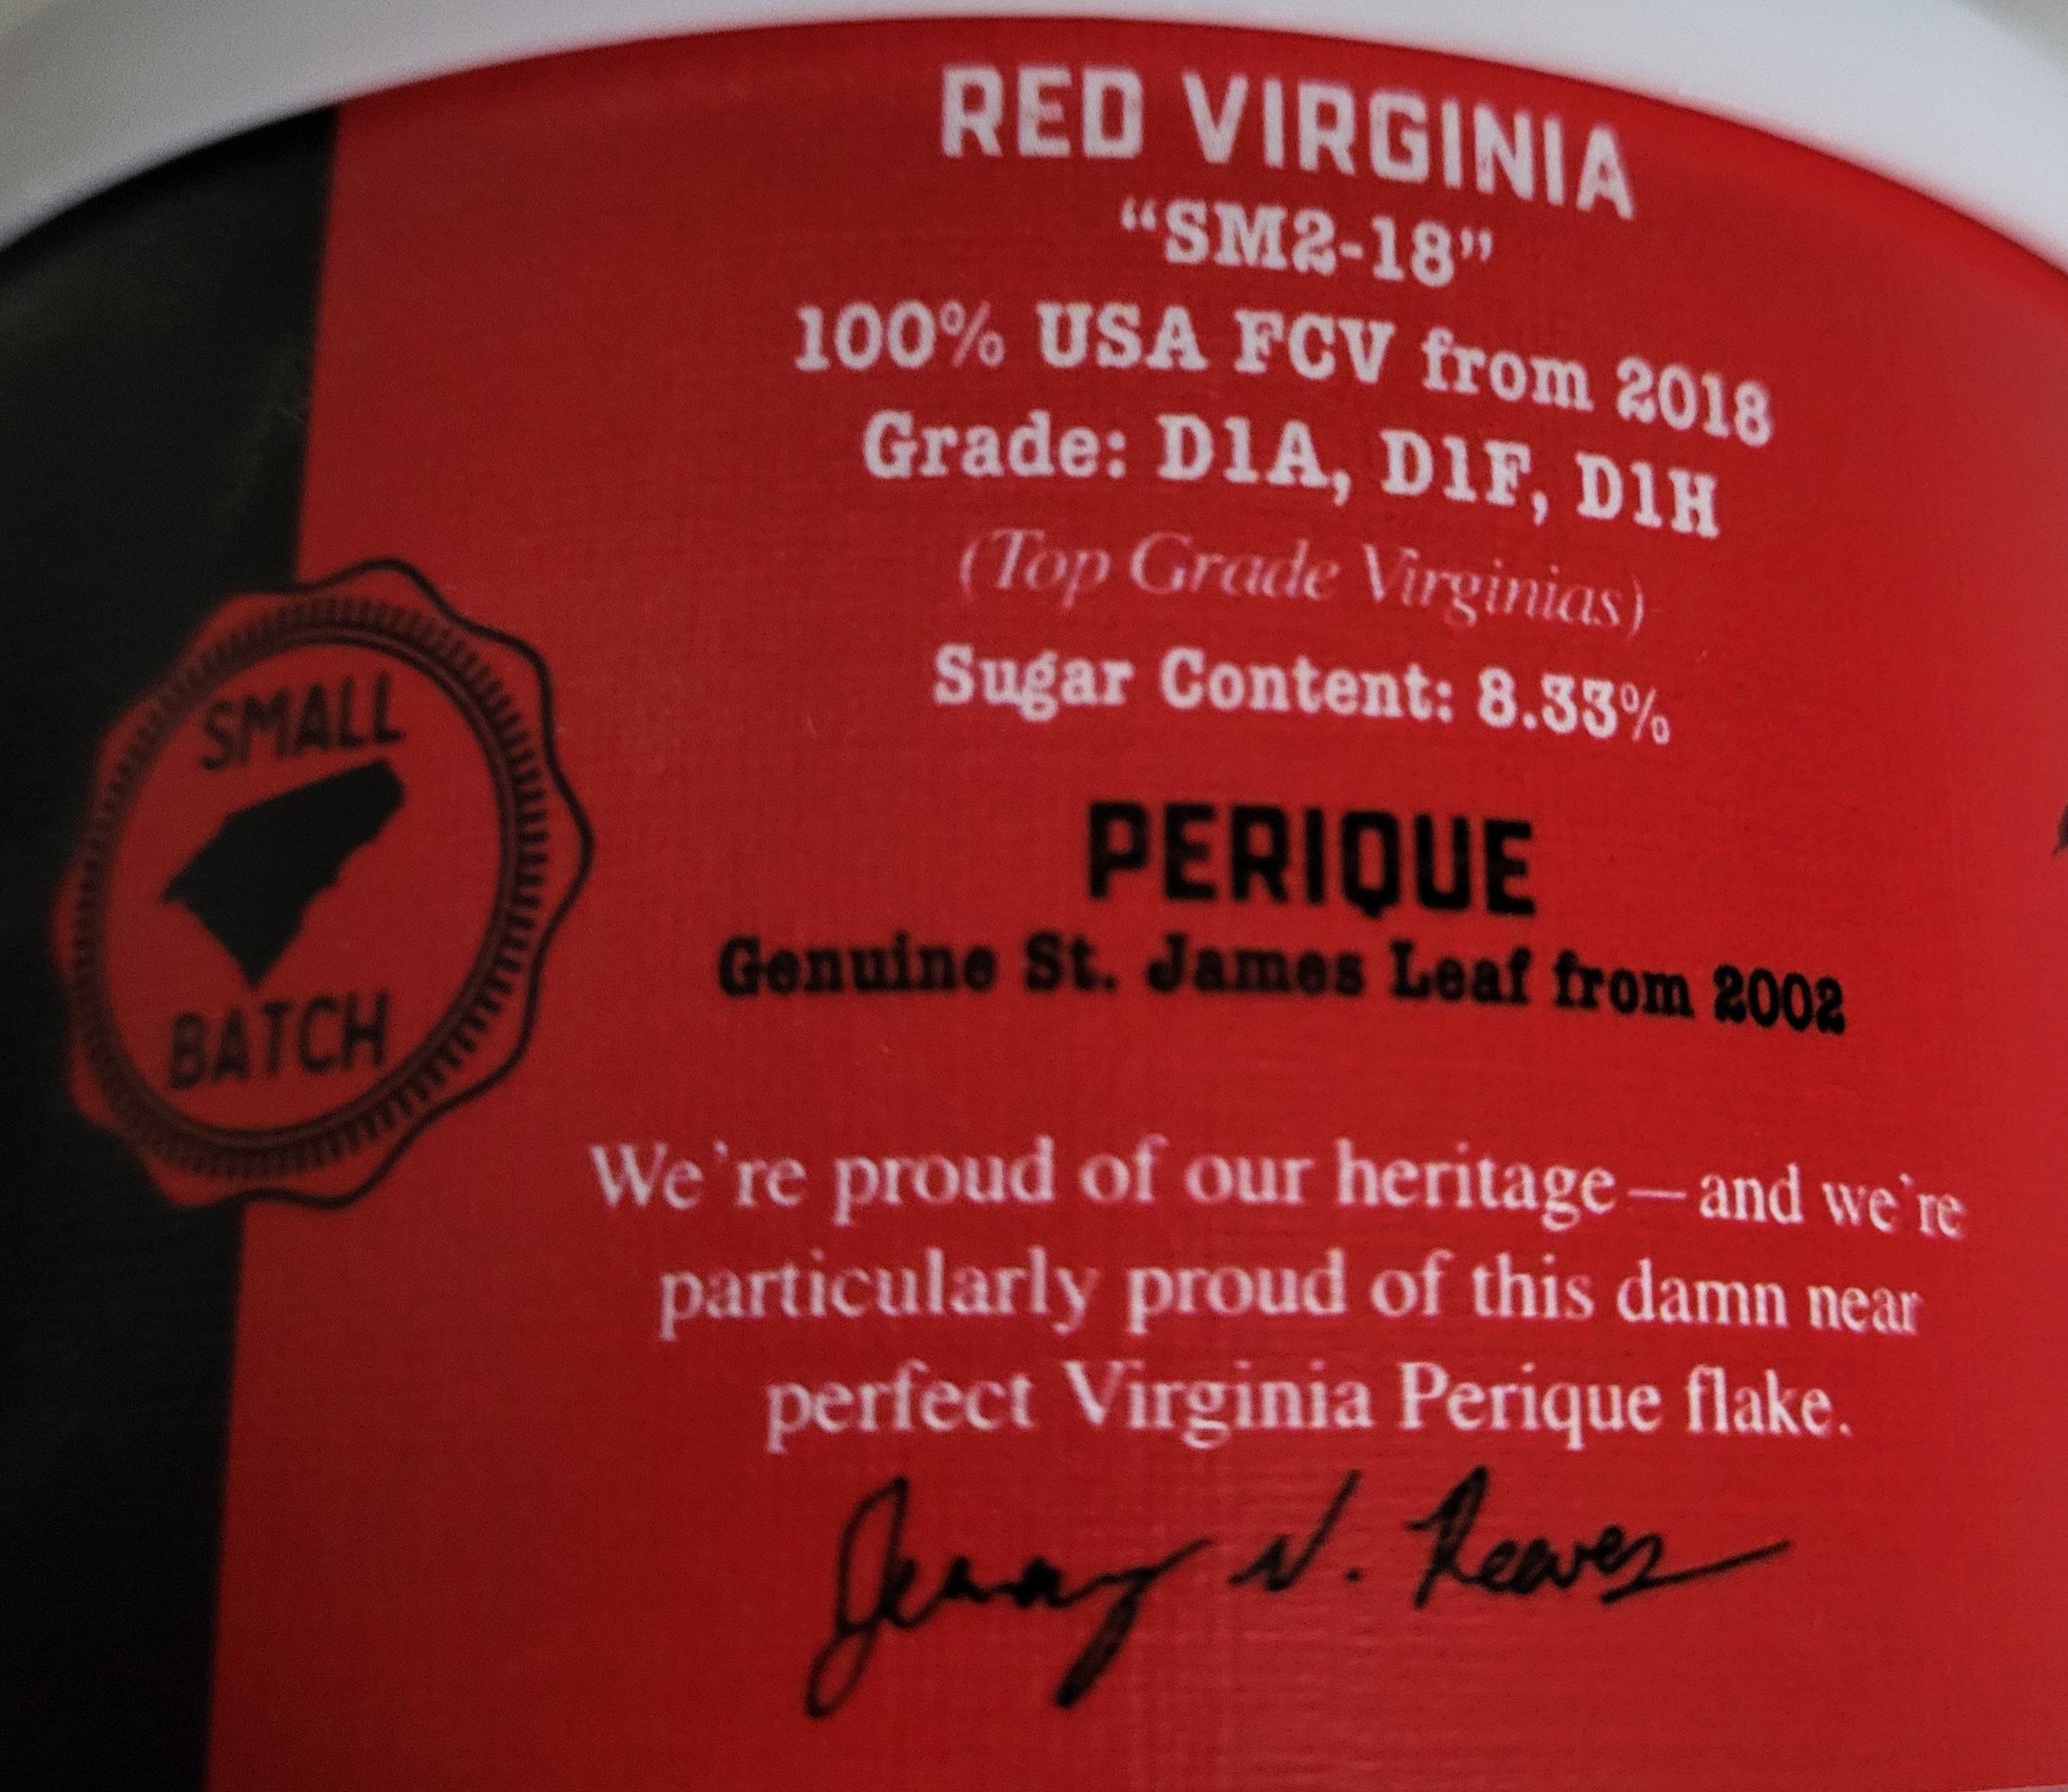 RED VIRGINIA
“SM2-18”
100% USA FCV from 2018
Grade: D1A, D1F, D1H
(Top Grade Virginias)
Sugar Content: 8.33%
SMALL
BATCH
PERIQUE
Genuine St. James Leaf from 2002
We're proud of our heritage—and we're
particularly proud of this damn near
perfect Virginia Perique flake.
Jeremy N. Reeves